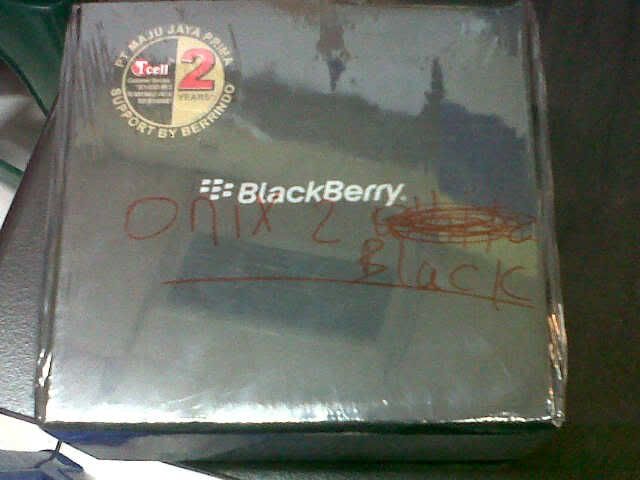 PT MAJU JAYA PRIMA
Tcell
2
YEARS
SUPPORT BY BERRINDO
BlackBerry
Onix 2
Black